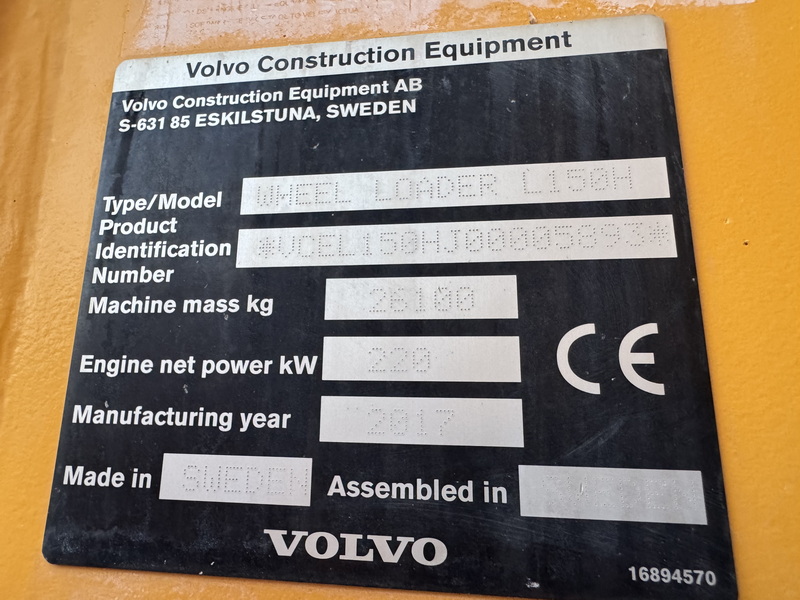 Volvo Construction Equipment
Volvo Construction Equipment AB
S-631 85 ESKILSTUNA, SWEDEN
Type/Model WHEEL LOADER L150H
Product Identification Number *VCEL150HJ00005893*
Machine mass kg 26100
Engine net power kW 220
Manufacturing year 2017
Made in SWEDEN Assembled in
CE
VOLVO
16894570